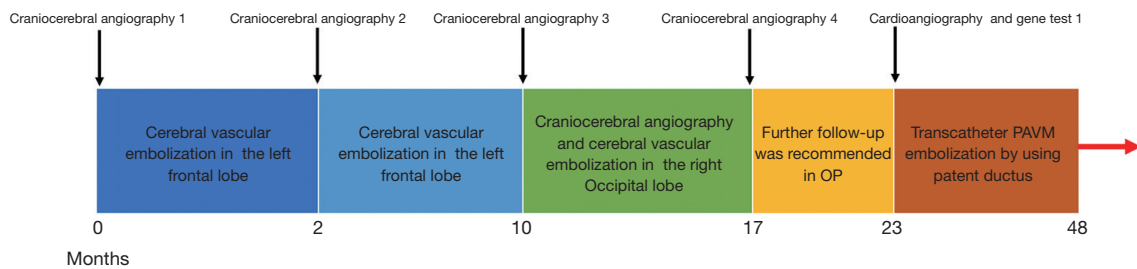 Craniocerebral angiography 1
Craniocerebral angiography 2
Craniocerebral angiography 3
Craniocerebral angiography 4
Cardioangiography and gene test 1
Cerebral vascular
embolization in the left
frontal lobe
Cerebral vascular
embolization in the left
frontal lobe
Craniocerebral angiography
and cerebral vascular
embolization in the right
Occipital lobe
Further follow-up
was recommended
in OP
Transcatheter PAVM
embolization by using
patent ductus
0
2
10
17
23
48
Months